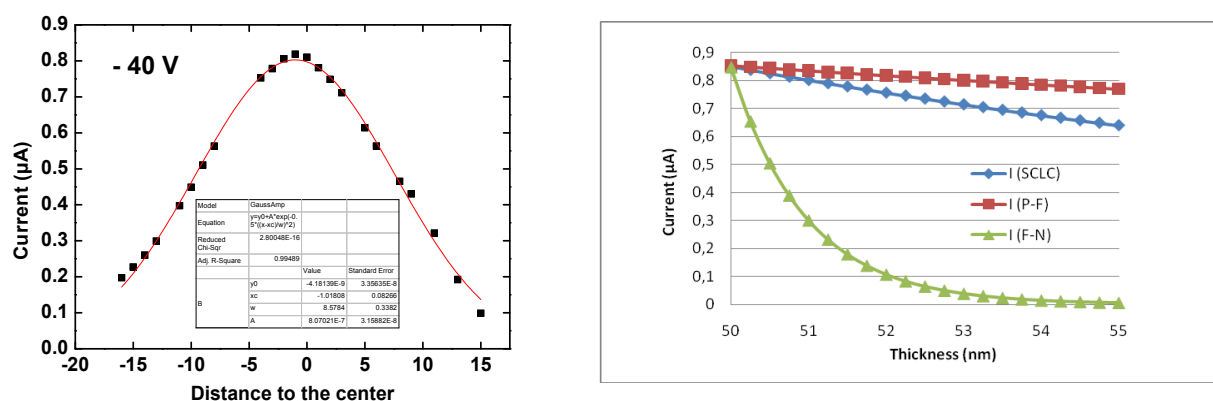 0.9
0.8
0.7
0.6
0.5
0.4
0.3
0.2
0.1
0.0
Current (µA)
- 40 V
Model GaussAmp
Equation y=y0+A*exp(-0.
5*((x-xc)/w)^2)
Reduced
Chi-Sqr 2.80048E-16
Adj. R-Square 0.99489
Value Standard Error
B y0 -4.18139E-9 3.35635E-8
xc -1.01808 0.08266
w 8.5784 0.3382
A 8.07021E-7 3.15882E-8
-20 -15 -10 -5 0 5 10 15
Distance to the center
0,9
0,8
0,7
0,6
0,5
0,4
0,3
0,2
0,1
0
Current (µA)
I (SCLC)
I (P-F)
I (F-N)
50 51 52 53 54 55
Thickness (nm)